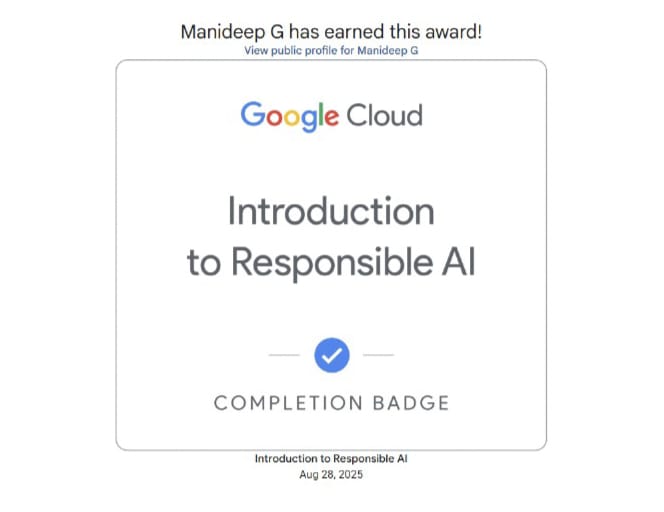 Manideep G has earned this award!
View public profile for Manideep G
Google Cloud
Introduction
to Responsible AI
COMPLETION BADGE
Introduction to Responsible AI
Aug 28, 2025